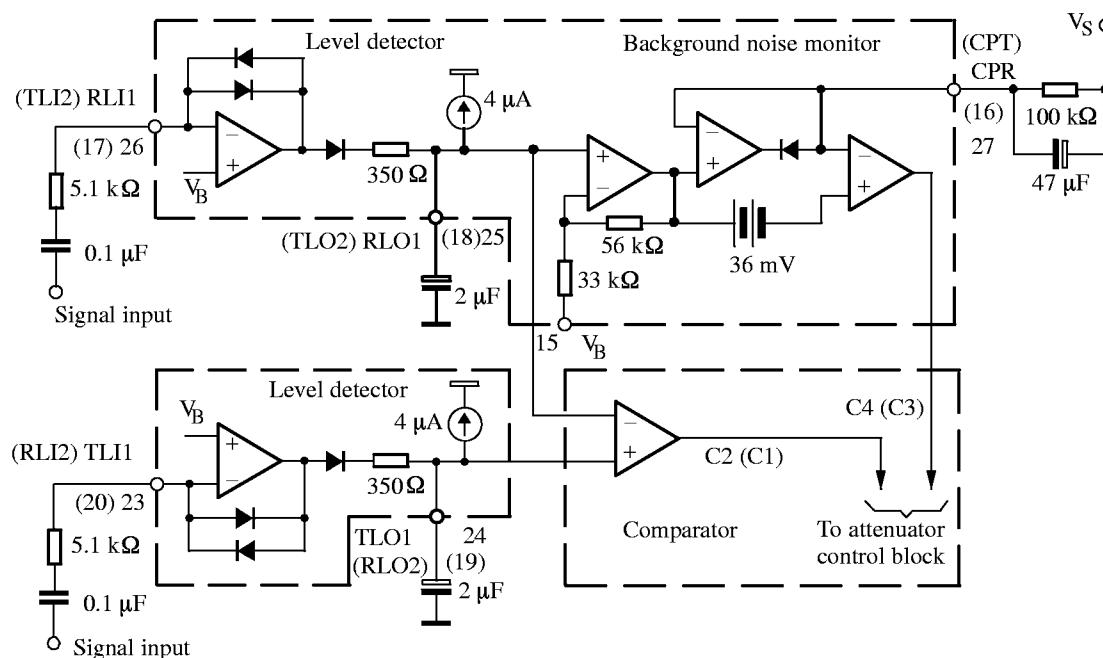 Level detector
Background noise monitor
V_S
(CPT)
CPR
(TLI2) RLI1
4 µA
(17) 26
−
+
V_B
350 Ω
5.1 kΩ
0.1 µF
Signal input
(TLO2) RLO1
(18)25
2 µF
+
−
56 kΩ
33 kΩ
15
V_B
−
+
36 mV
−
+
(16)
27
100 kΩ
47 µF
Level detector
V_B
4 µA
+
−
350 Ω
(RLI2) TLI1
(20) 23
5.1 kΩ
0.1 µF
Signal input
TLO1
(RLO2)
24
(19)
2 µF
−
+
C2 (C1)
C4 (C3)
Comparator
To attenuator
control block